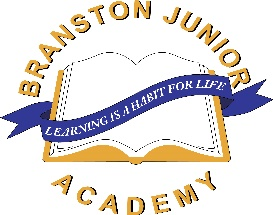 BRANSTON JUNIOR
LEARNING IS A HABIT FOR LIFE
ACADEMY